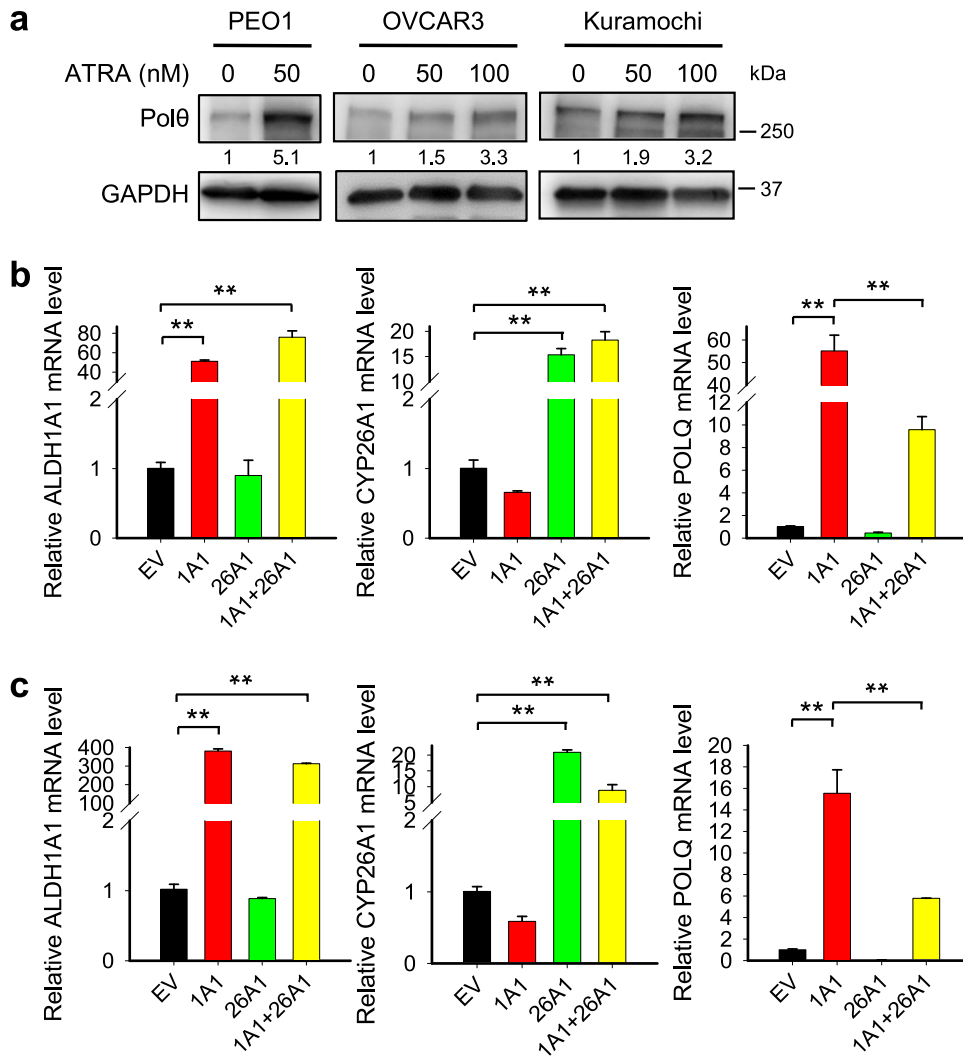 a
PEO1 OVCAR3 Kuramochi
ATRA (nM) 0 50 0 50 100 0 50 100 kDa
Polθ 250
1 5.1 1 1.5 3.3 1 1.9 3.2
GAPDH 37
b
Relative ALDH1A1 mRNA level
80
60
40
2
1
0
** **
EV 1A1 26A1 1A1+26A1
Relative CYP26A1 mRNA level
20
15
10
2
1
0
** **
EV 1A1 26A1 1A1+26A1
Relative POLQ mRNA level
60
50
40
12
10
8
6
4
2
0
** **
EV 1A1 26A1 1A1+26A1
c
Relative ALDH1A1 mRNA level
400
300
200
100
2
1
0
** **
EV 1A1 26A1 1A1+26A1
Relative CYP26A1 mRNA level
20
15
10
5
2
1
0
** **
EV 1A1 26A1 1A1+26A1
Relative POLQ mRNA level
20
18
16
14
12
10
8
6
4
2
0
** **
EV 1A1 26A1 1A1+26A1